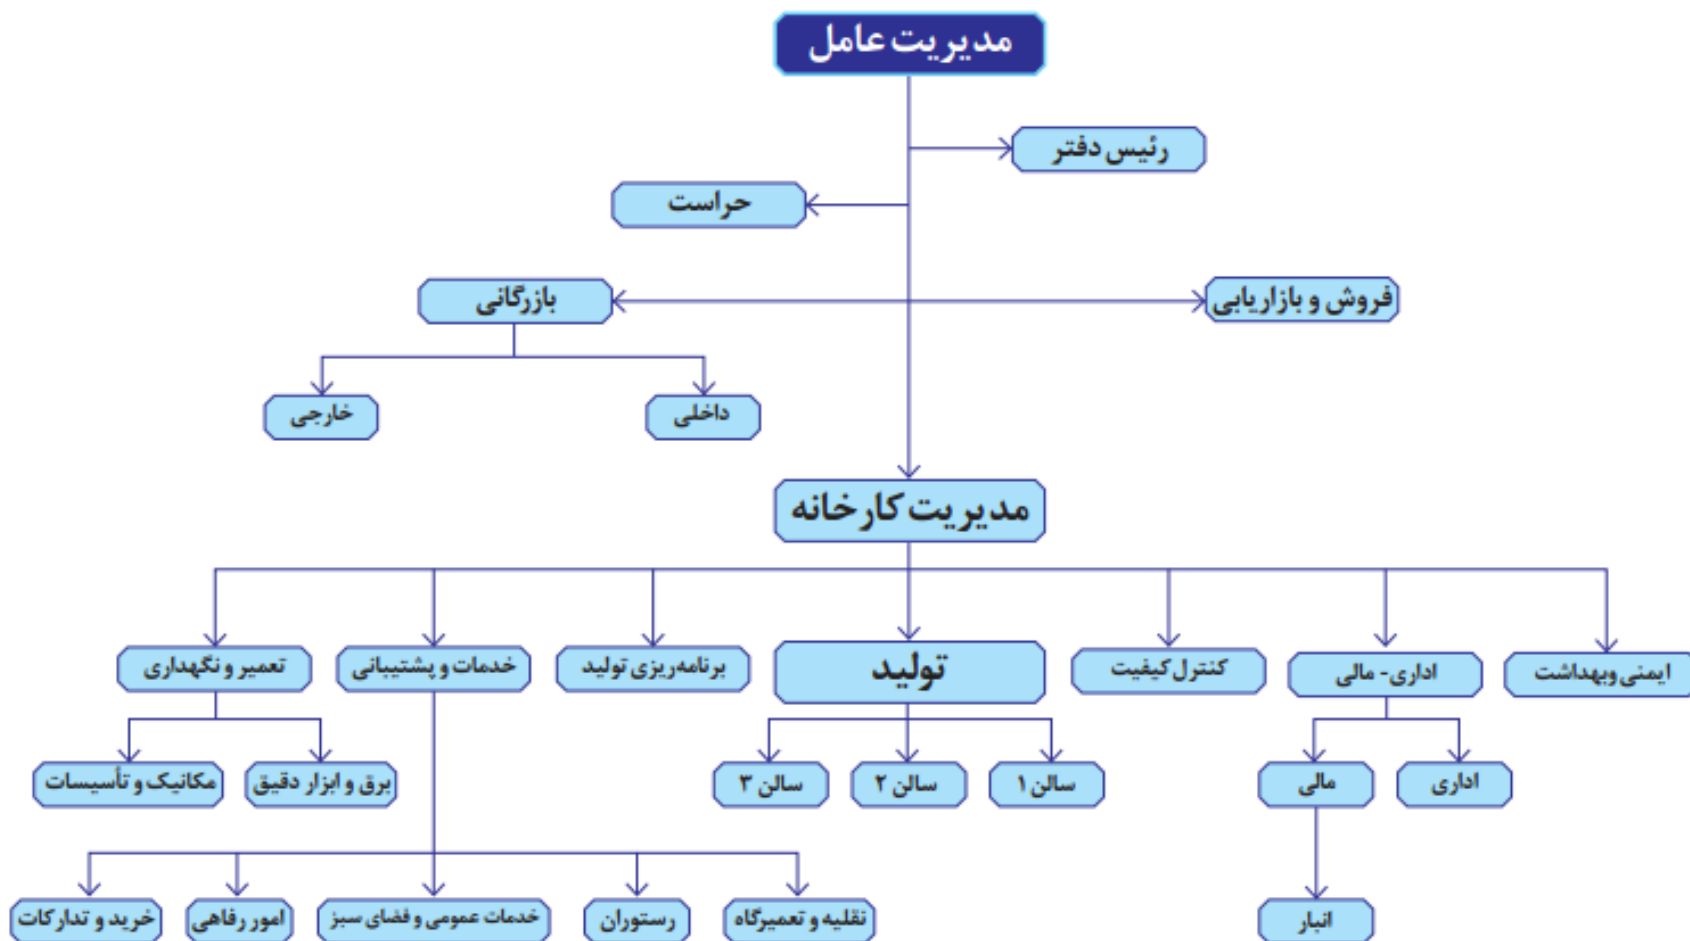 مدیریت عامل
رئیس دفتر
حراست
فروش و بازاریابی
بازرگانی
داخلی
خارجی
مدیریت کارخانه
ایمنی وبهداشت
اداری- مالی
کنترل کیفیت
تولید
برنامه‌ریزی تولید
خدمات و پشتیبانی
تعمیر و نگهداری
اداری
مالی
سالن ۱
سالن ۲
سالن ۳
برق و ابزار دقیق
مکانیک و تأسیسات
انبار
نقلیه و تعمیرگاه
رستوران
خدمات عمومی و فضای سبز
امور رفاهی
خرید و تدارکات